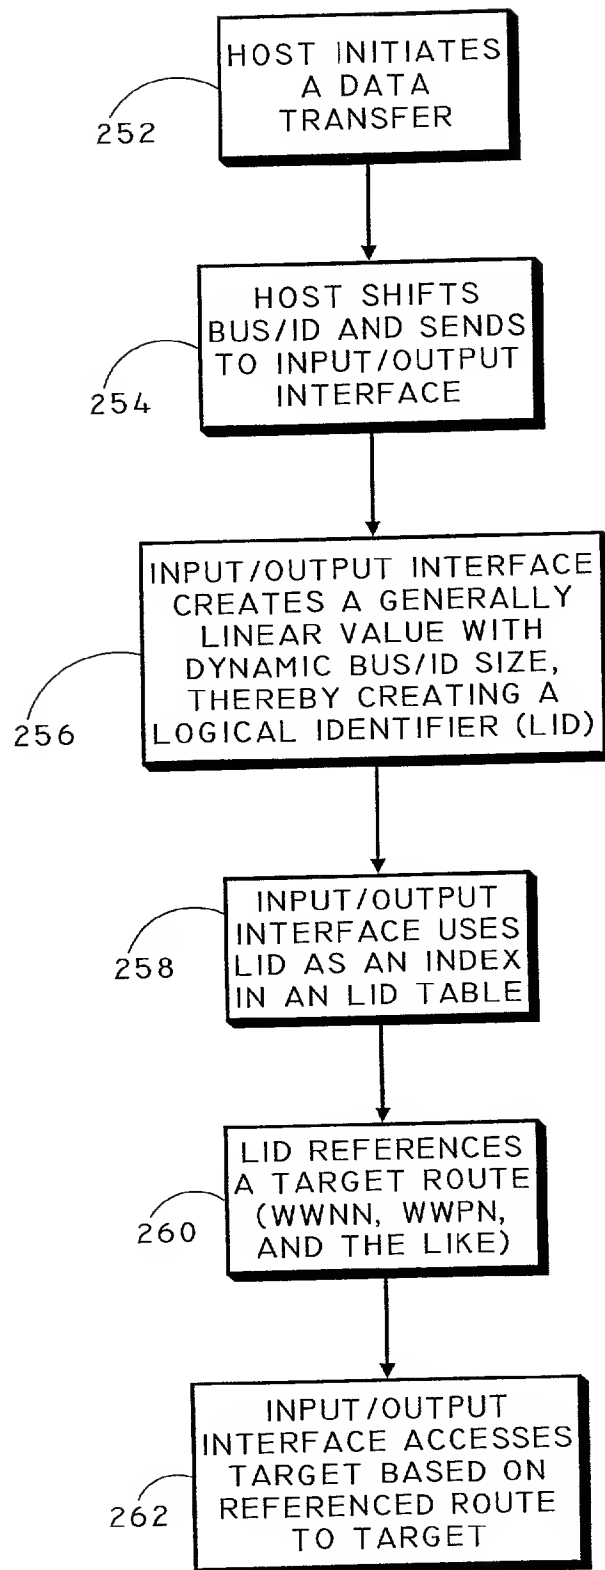 HOST INITIATES
A DATA
TRANSFER
252
HOST SHIFTS
BUS/ID AND SENDS
TO INPUT/OUTPUT
INTERFACE
254
INPUT/OUTPUT INTERFACE
CREATES A GENERALLY
LINEAR VALUE WITH
DYNAMIC BUS/ID SIZE,
THEREBY CREATING A
LOGICAL IDENTIFIER (LID)
256
INPUT/OUTPUT
INTERFACE USES
LID AS AN INDEX
IN AN LID TABLE
258
LID REFERENCES
A TARGET ROUTE
(WWNN, WWPN,
AND THE LIKE)
260
INPUT/OUTPUT
INTERFACE ACCESSES
TARGET BASED ON
REFERENCED ROUTE
TO TARGET
262